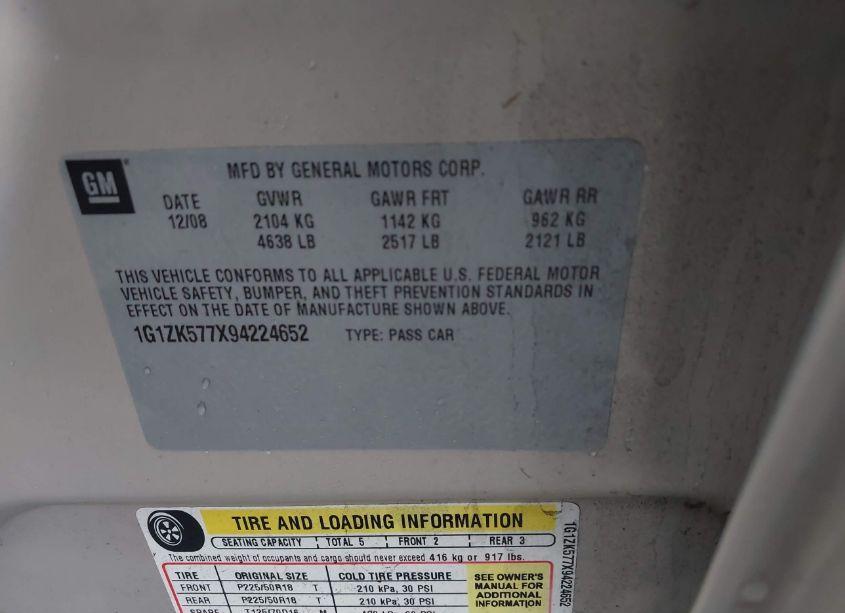 GM
MFD BY GENERAL MOTORS CORP.
DATE GVWR GAWR FRT GAWR RR
12/08 2104 KG 1142 KG 962 KG
4638 LB 2517 LB 2121 LB
THIS VEHICLE CONFORMS TO ALL APPLICABLE U.S. FEDERAL MOTOR
VEHICLE SAFETY, BUMPER, AND THEFT PREVENTION STANDARDS IN
EFFECT ON THE DATE OF MANUFACTURE SHOWN ABOVE.
1G1ZK577X94224652 TYPE: PASS CAR
TIRE AND LOADING INFORMATION
SEATING CAPACITY TOTAL 5 FRONT 2 REAR 3
The combined weight of occupants and cargo should never exceed 416 kg or 917 lbs.
TIRE ORIGINAL SIZE COLD TIRE PRESSURE
FRONT P225/50R18 T 210 kPa, 30 PSI
REAR P225/50R18 T 210 kPa, 30 PSI
SPARE
SEE OWNER'S
MANUAL FOR
ADDITIONAL
INFORMATION
1G1ZK577X94224652